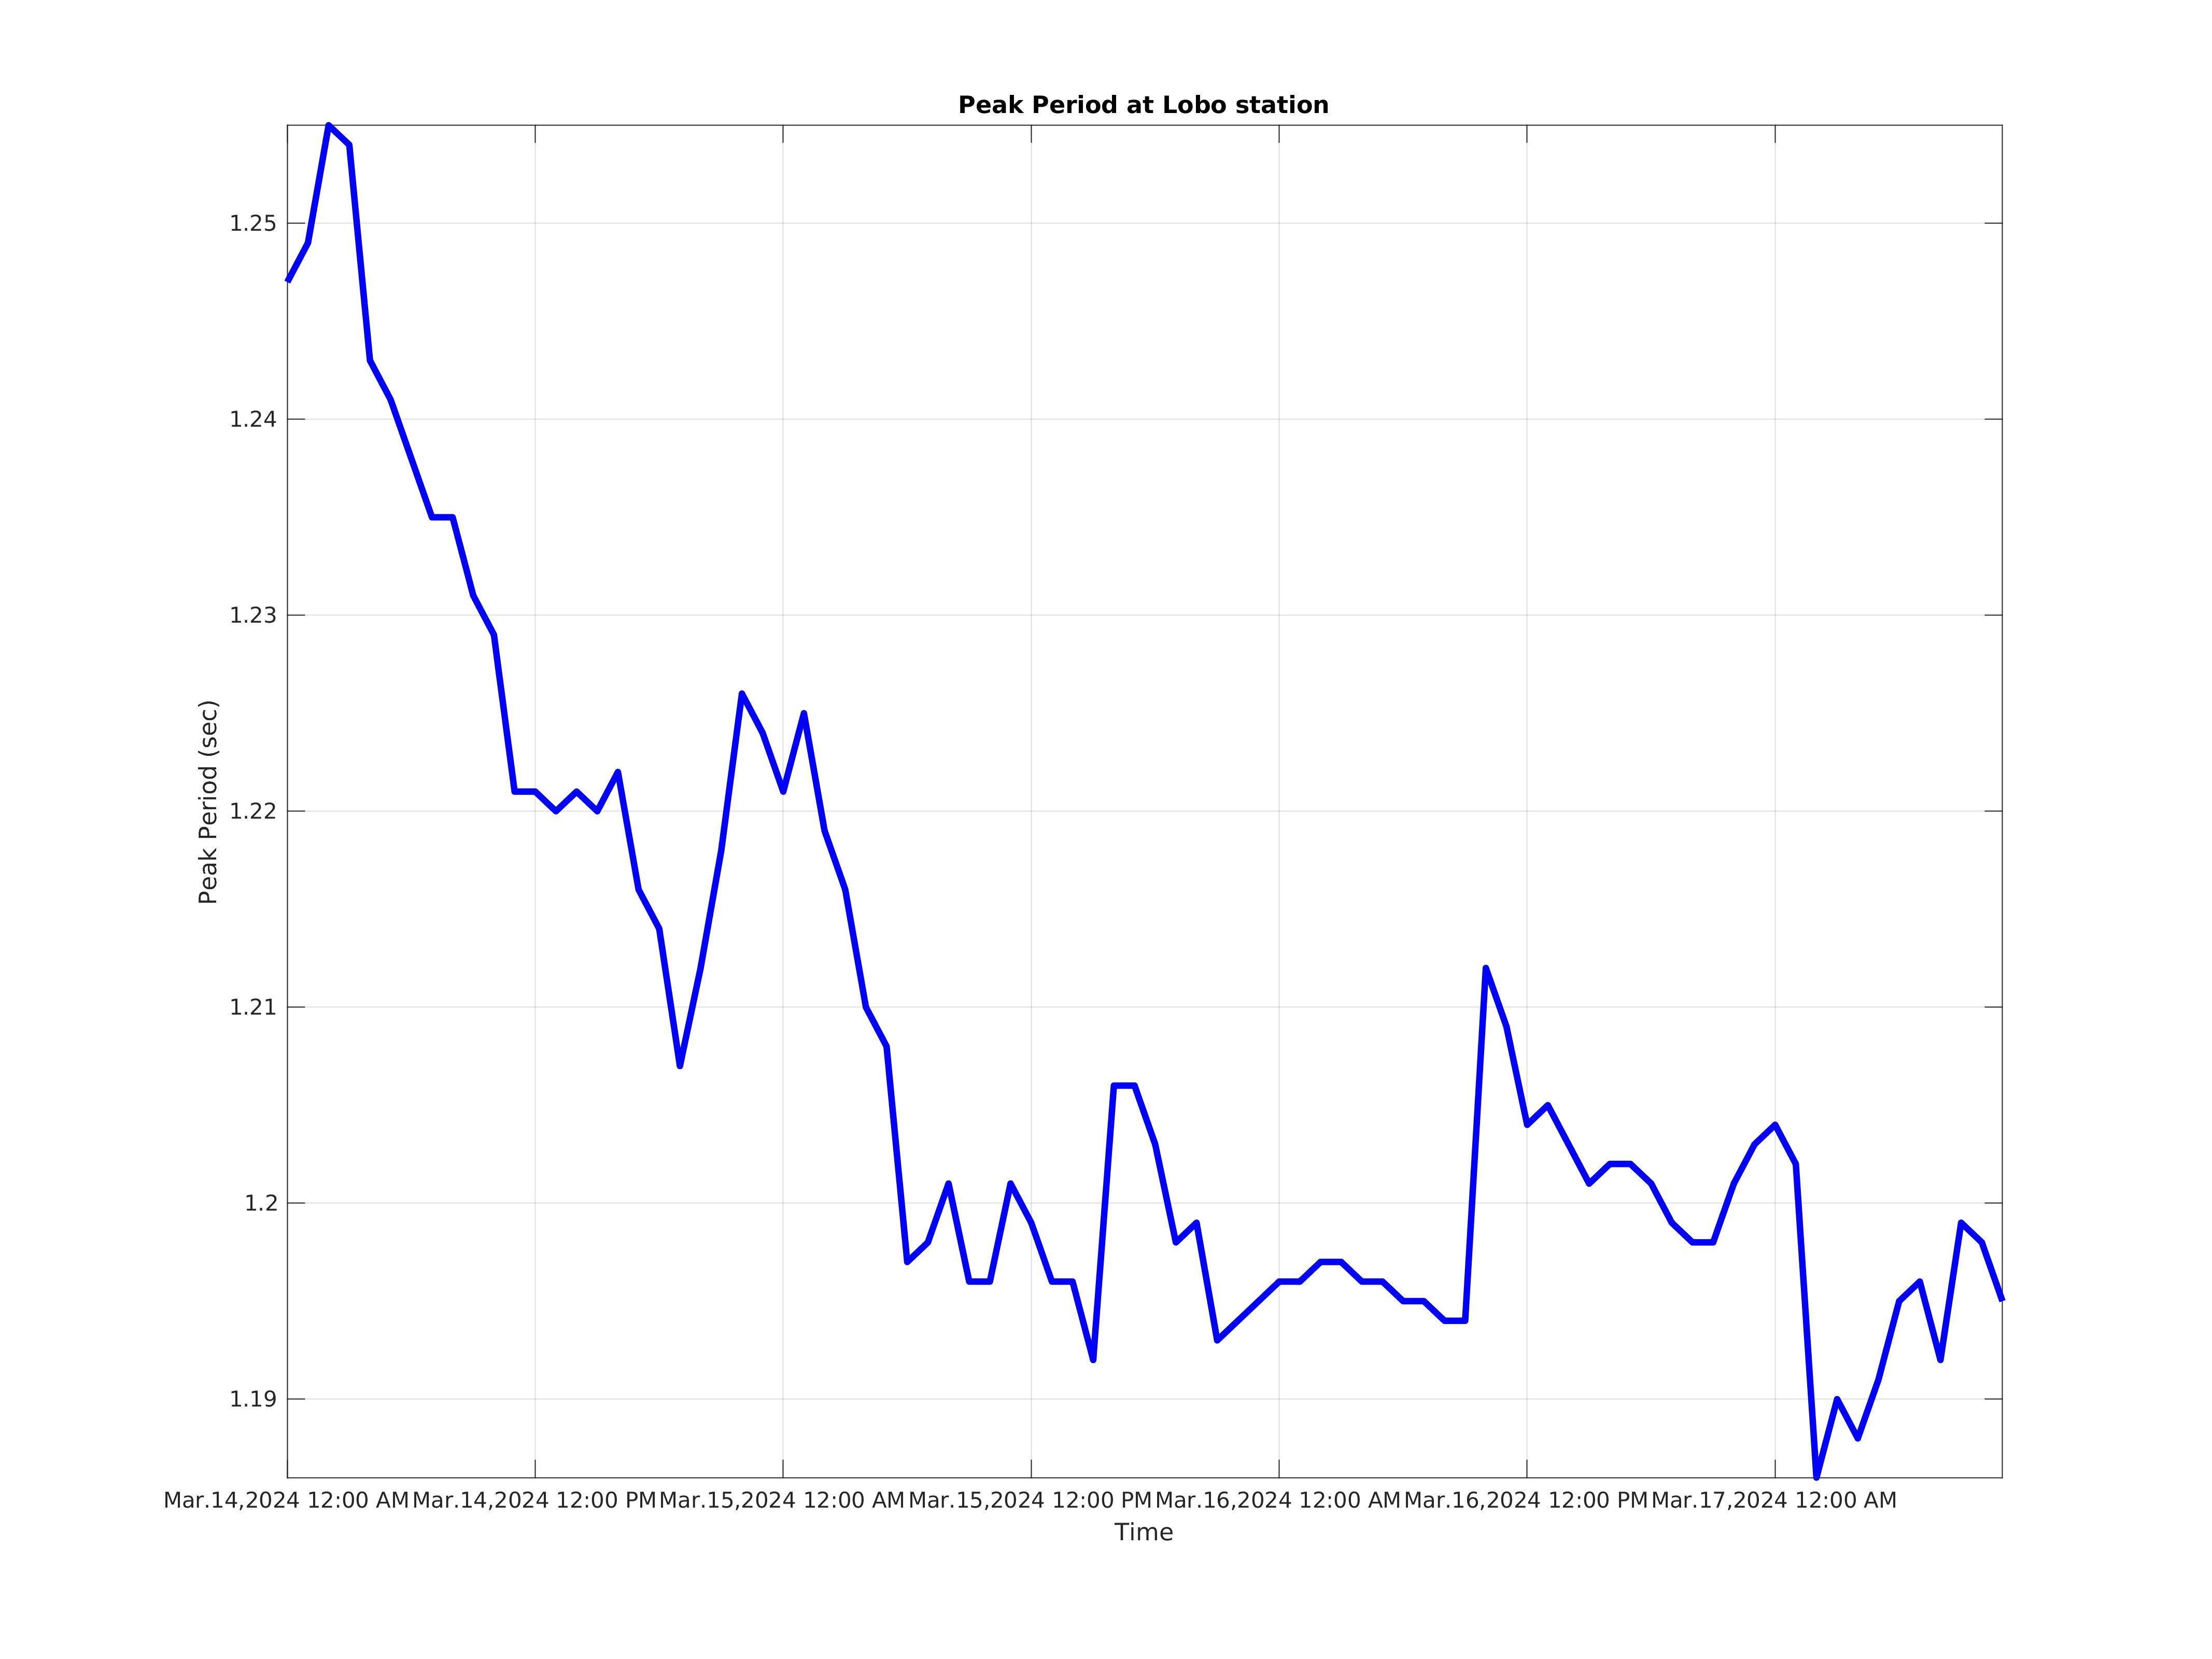 Peak Period at Lobo station
1.25
1.24
1.23
1.22
1.21
1.2
1.19
Peak Period (sec)
Mar.14,2024 12:00 AM Mar.14,2024 12:00 PM Mar.15,2024 12:00 AM Mar.15,2024 12:00 PM Mar.16,2024 12:00 AM Mar.16,2024 12:00 PM Mar.17,2024 12:00 AM
Time